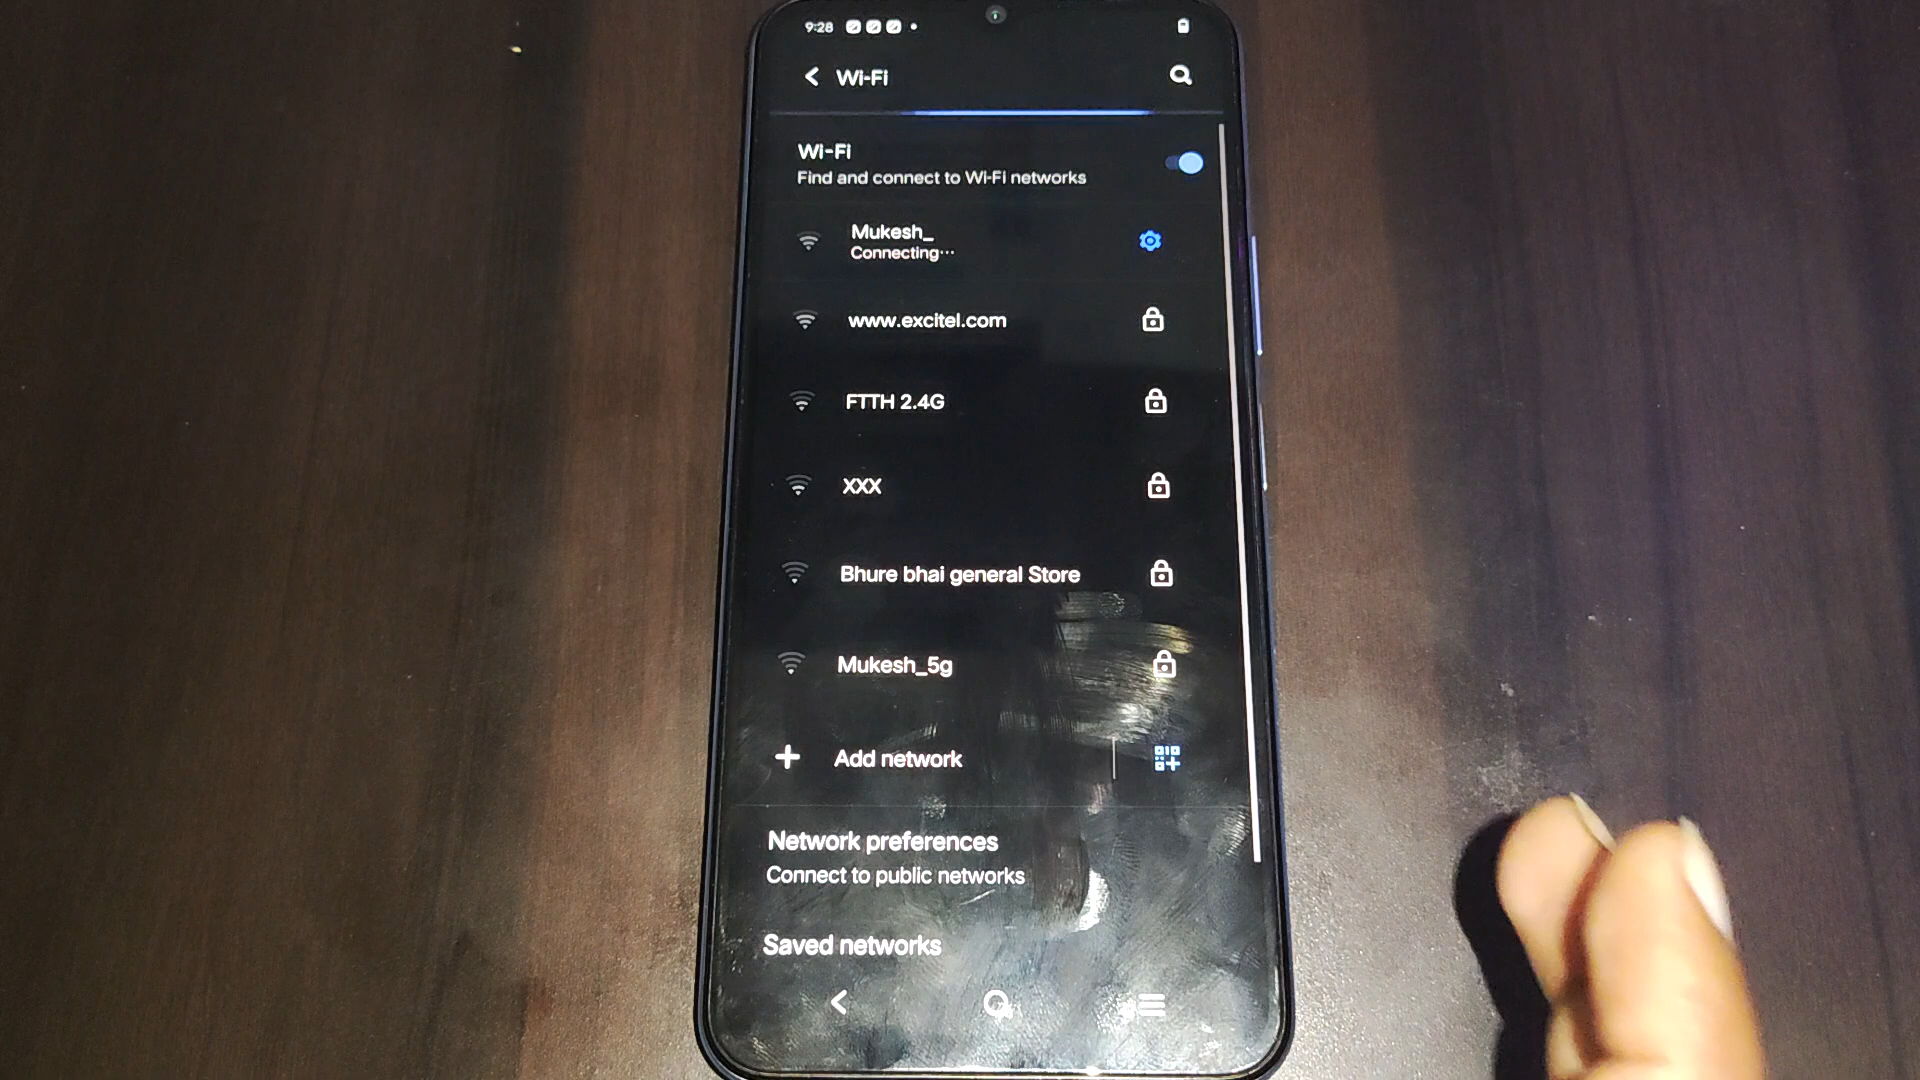 9:28
Wi-Fi
Wi-Fi
Find and connect to Wi-Fi networks
Mukesh_
Connecting...
www.excitel.com
FTTH 2.4G
XXX
Bhure bhai general Store
Mukesh_5g
Add network
Network preferences
Connect to public networks
Saved networks